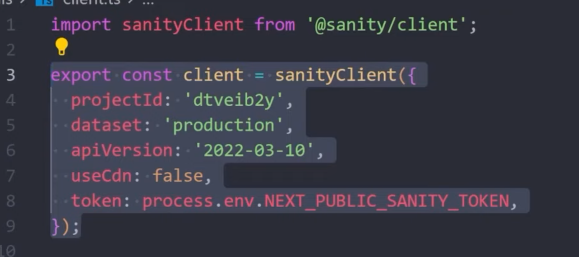 client.ts > ...
1 import sanityClient from '@sanity/client';
2
3 export const client = sanityClient({
4 projectId: 'dtveib2y',
5 dataset: 'production',
6 apiVersion: '2022-03-10',
7 useCdn: false,
8 token: process.env.NEXT_PUBLIC_SANITY_TOKEN,
9 });
10